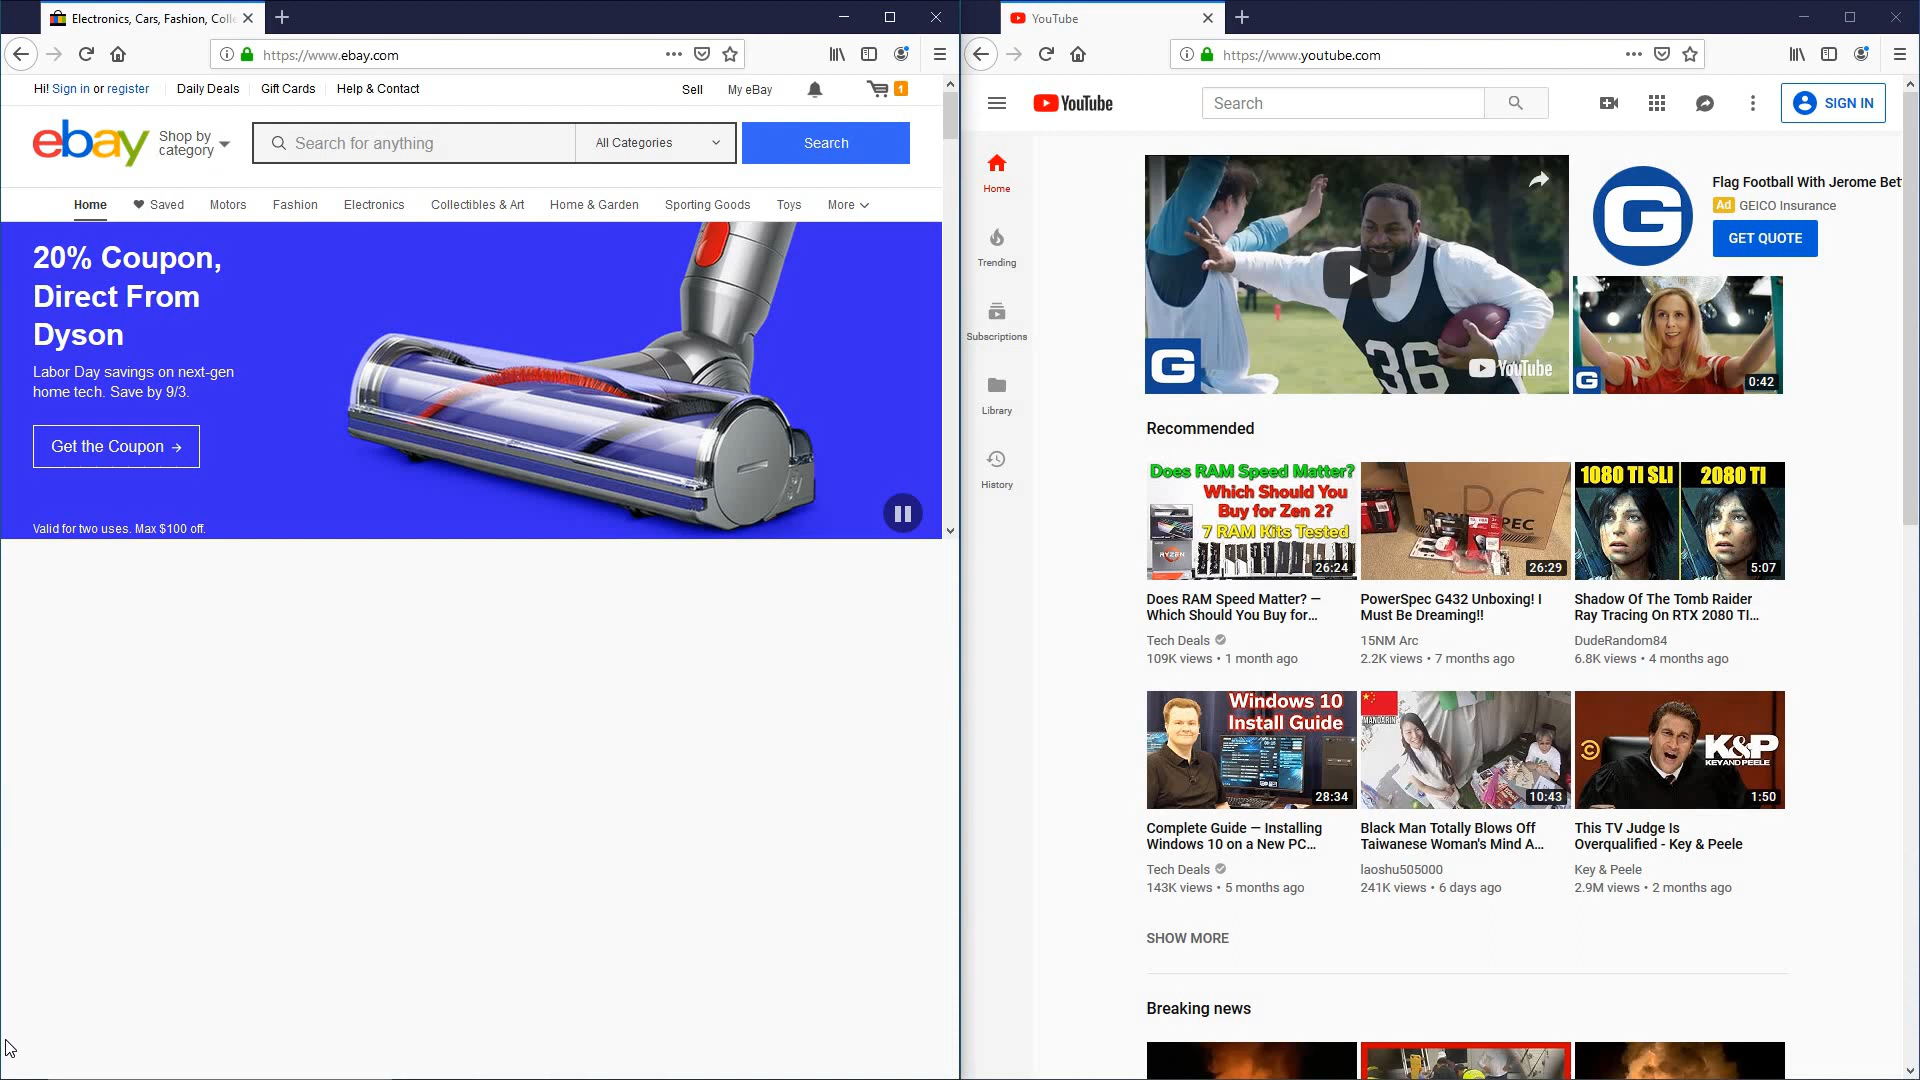 Electronics, Cars, Fashion, Colle
https://www.ebay.com
Hi! Sign in or register
Daily Deals
Gift Cards
Help & Contact
Sell
My eBay
1
ebay
Shop by
category
Search for anything
All Categories
Search
Home
Saved
Motors
Fashion
Electronics
Collectibles & Art
Home & Garden
Sporting Goods
Toys
More
20% Coupon,
Direct From
Dyson
Labor Day savings on next-gen
home tech. Save by 9/3.
Get the Coupon →
Valid for two uses. Max $100 off.
YouTube
https://www.youtube.com
YouTube
Search
SIGN IN
Home
Trending
Subscriptions
Library
History
36
G
YouTube
G
Flag Football With Jerome Bet
Ad GEICO Insurance
GET QUOTE
G
0:42
Recommended
Does RAM Speed Matter?
Which Should You
Buy for Zen 2?
7 RAM Kits Tested
RYZEN
26:24
Does RAM Speed Matter? —
Which Should You Buy for...
Tech Deals
109K views • 1 month ago
PC
PowerSPEC
26:29
PowerSpec G432 Unboxing! I
Must Be Dreaming!!
15NM Arc
2.2K views • 7 months ago
1080 TI SLI
2080 TI
5:07
Shadow Of The Tomb Raider
Ray Tracing On RTX 2080 TI...
DudeRandom84
6.8K views • 4 months ago
Windows 10
Install Guide
28:34
Complete Guide — Installing
Windows 10 on a New PC...
Tech Deals
143K views • 5 months ago
MANDARIN
10:43
Black Man Totally Blows Off
Taiwanese Woman's Mind A...
laoshu505000
241K views • 6 days ago
K&P
KEY AND PEELE
1:50
This TV Judge Is
Overqualified - Key & Peele
Key & Peele
2.9M views • 2 months ago
SHOW MORE
Breaking news